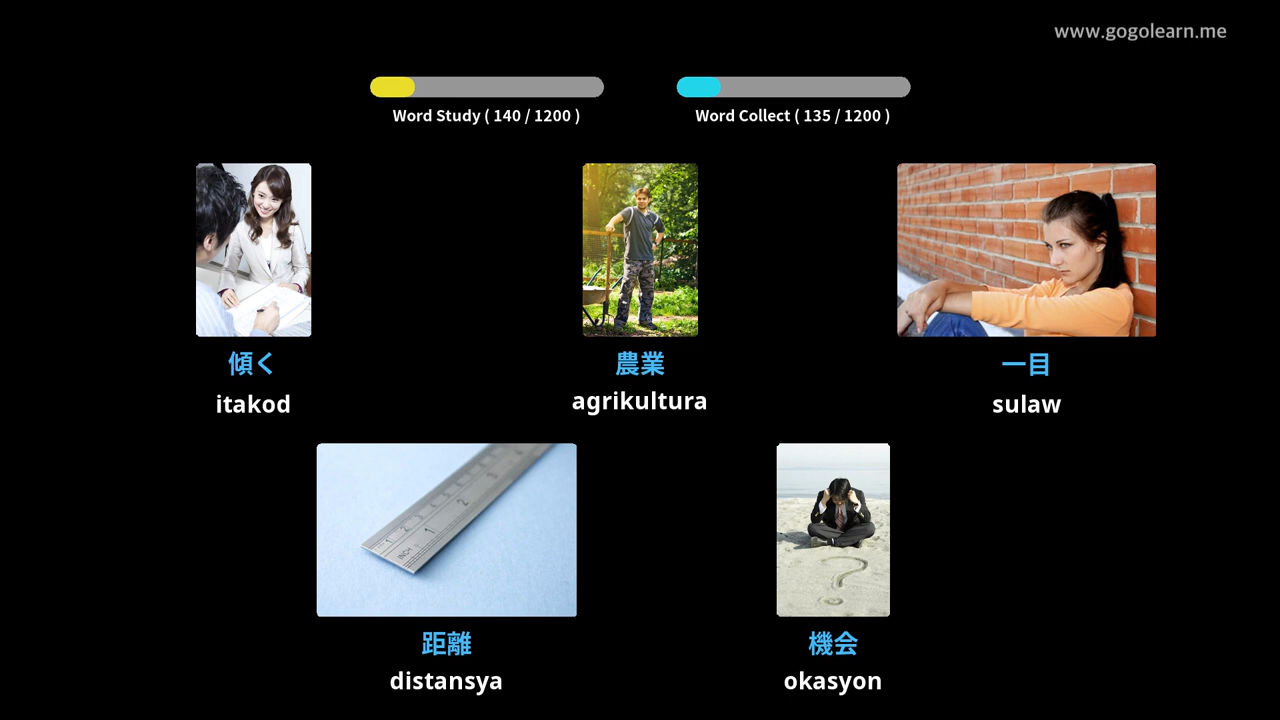 www.gogolearn.me
Word Study ( 140 / 1200 )
Word Collect ( 135 / 1200 )
傾く
itakod
農業
agrikultura
一目
sulaw
距離
distansya
機会
okasyon